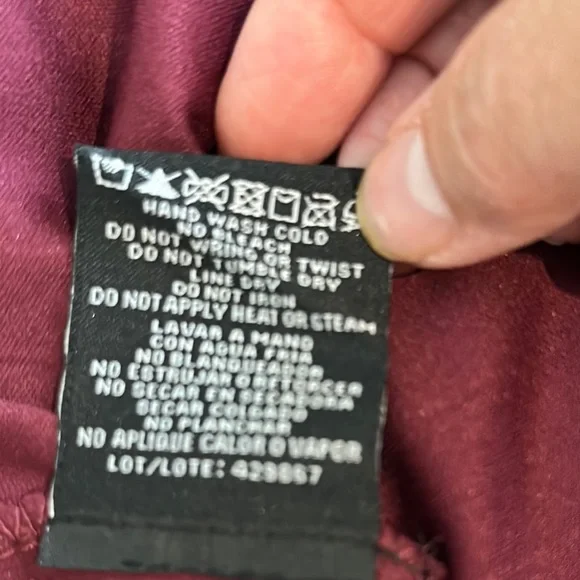 HAND WASH COLD
NO BLEACH
DO NOT WRING OR TWIST
DO NOT TUMBLE DRY
LINE DRY
DO NOT IRON
DO NOT APPLY HEAT OR STEAM
LAVAR A MANO
CON AGUA FRIA
NO BLANQUEADOR
NO ESTRUJAR O RETORCER
NO SECAR EN SECADORA
SECAR COLGADO
NO PLANCHAR
NO APLIQUE CALOR O VAPOR
LOT/LOTE: